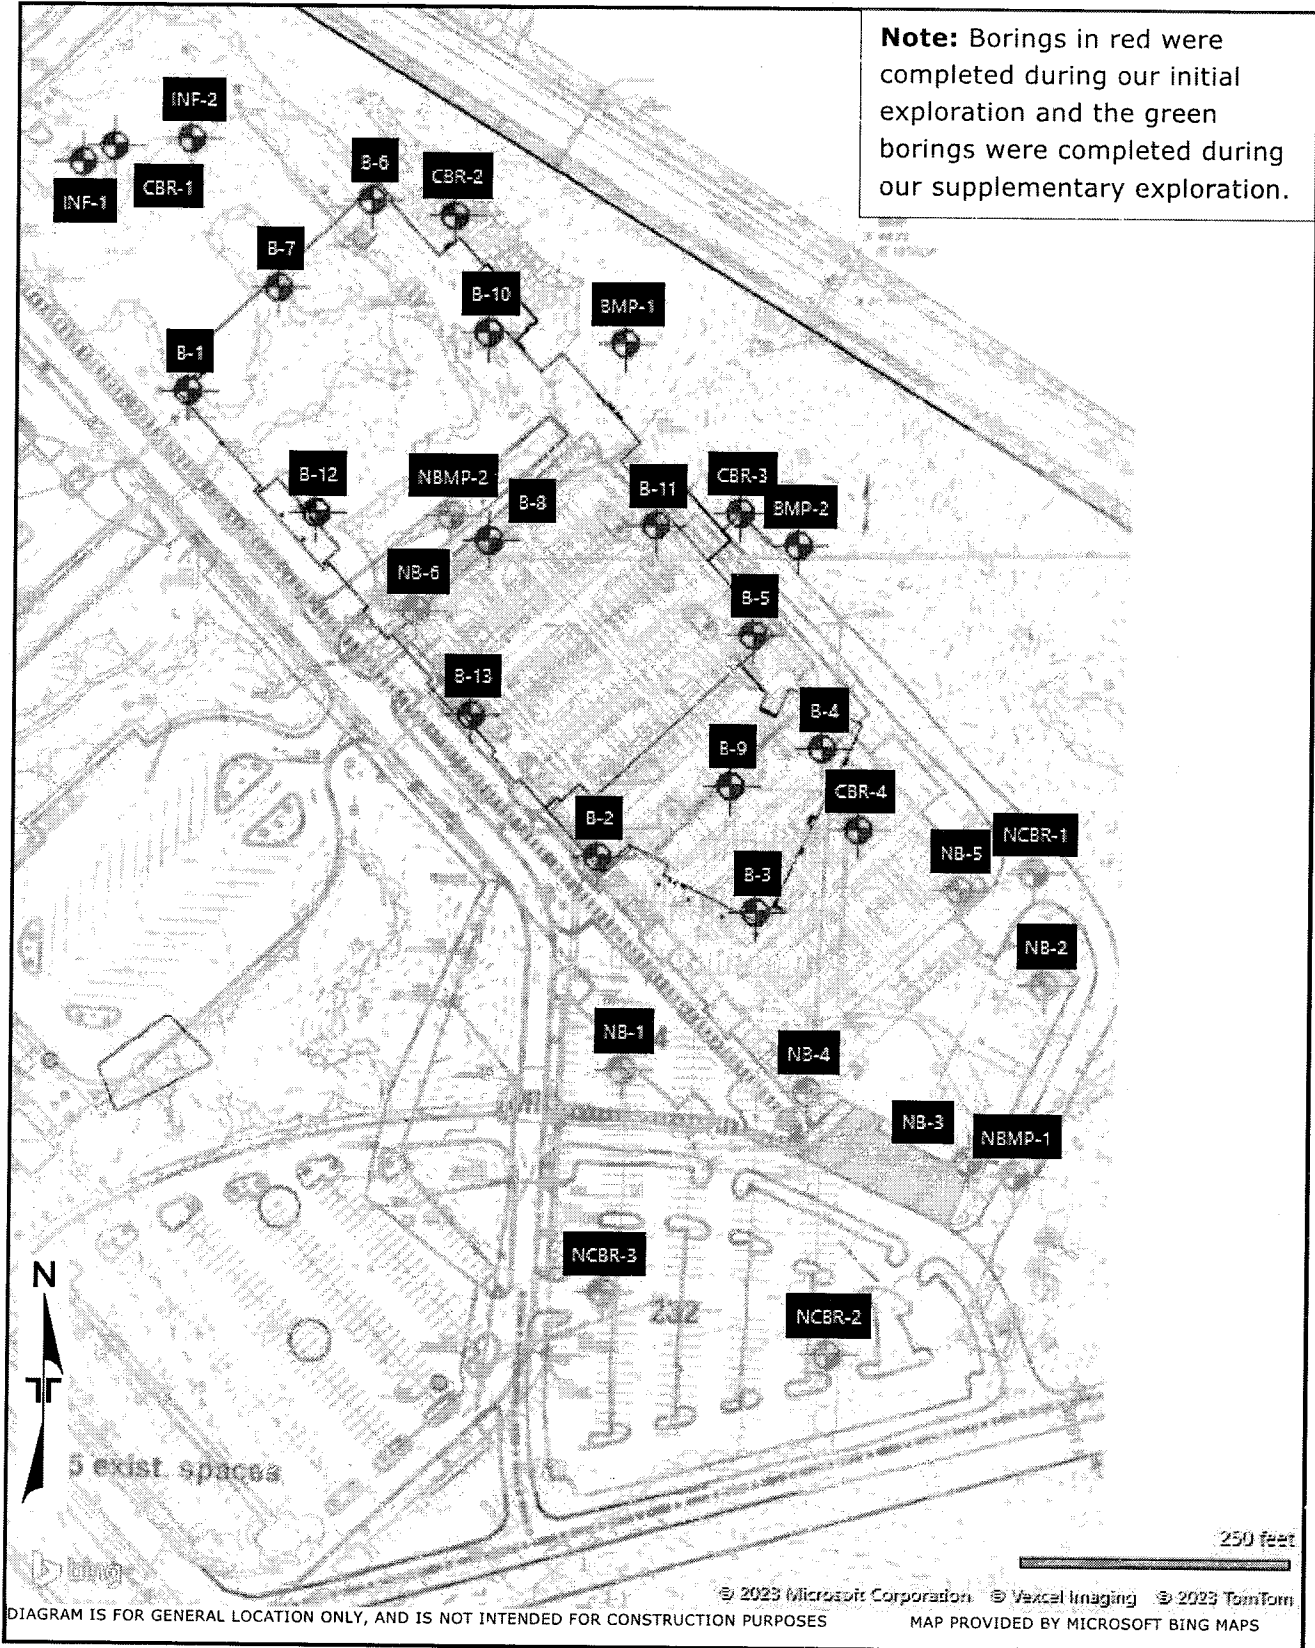 Note: Borings in red were
completed during our initial
exploration and the green
borings were completed during
our supplementary exploration.
INF-2
INF-1
CBR-1
B-6
CBR-2
B-7
B-10
BMP-1
B-1
B-12
NBMP-2
B-8
B-11
CBR-3
BMP-2
NB-6
B-5
B-13
B-4
B-9
CBR-4
B-2
NCBR-1
NB-5
B-3
NB-2
NB-1
NB-4
NB-3
NBMP-1
NCBR-3
N
232
NCBR-2
exist. spaces
250 feet
bing
© 2023 Microsoft Corporation © Vexcel Imaging © 2023 TomTom
DIAGRAM IS FOR GENERAL LOCATION ONLY, AND IS NOT INTENDED FOR CONSTRUCTION PURPOSES
MAP PROVIDED BY MICROSOFT BING MAPS